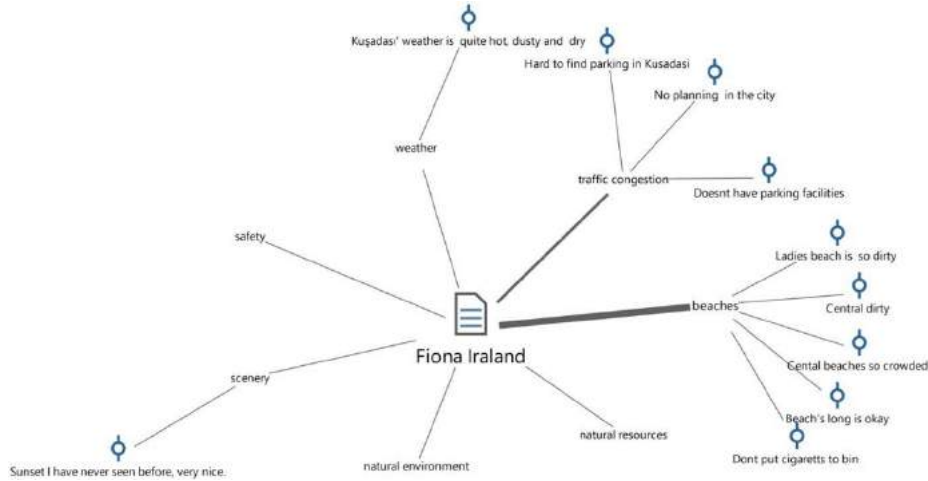 Kuşadası' weather is quite hot, dusty and dry
Hard to find parking in Kusadasi
No planning in the city
weather
traffic congestion
Doesnt have parking facilities
safety
Ladies beach is so dirty
beaches
Central dirty
Fiona Iraland
Cental beaches so crowded
scenery
Beach's long is okay
natural resources
Dont put cigaretts to bin
natural environment
Sunset I have never seen before, very nice.